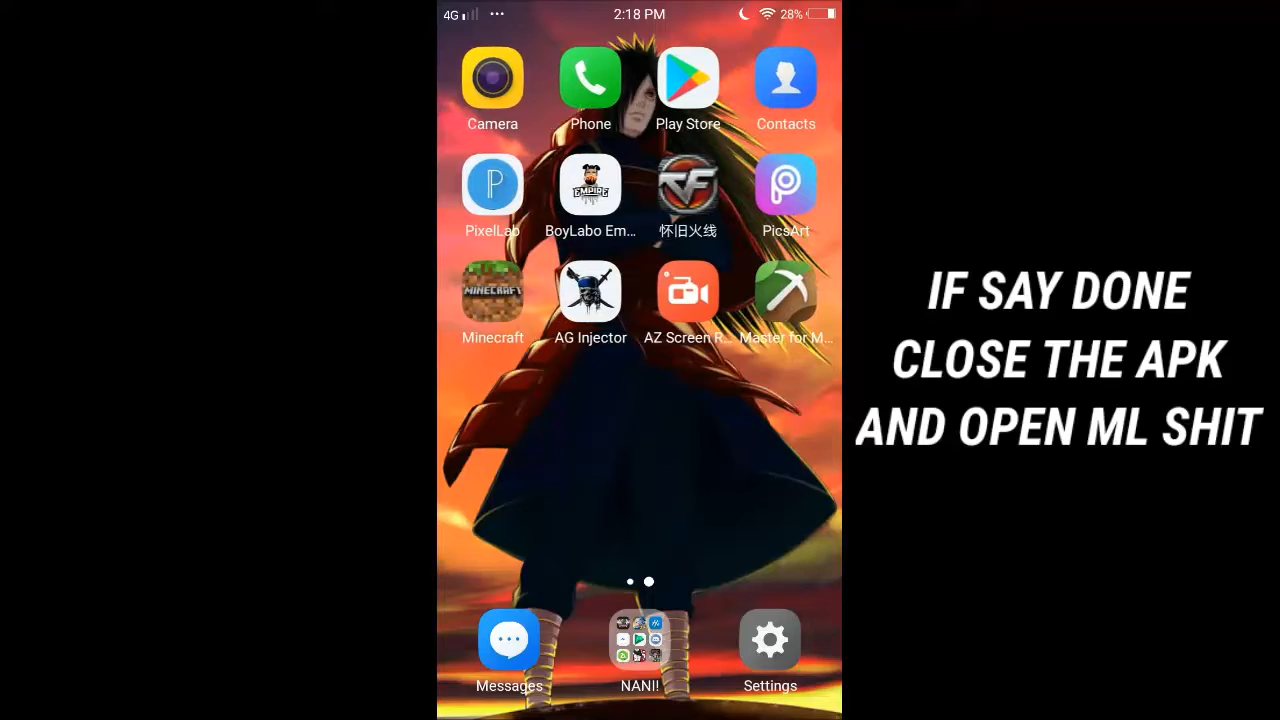 4G ... 2:18 PM 28%
Camera Phone Play Store Contacts
EMPIRE
PixelLab BoyLabo Em... 怀旧火线 PicsArt
MINECRAFT
Minecraft AG Injector AZ Screen R... Master for M...
Messages NANI! Settings
IF SAY DONE
CLOSE THE APK
AND OPEN ML SHIT